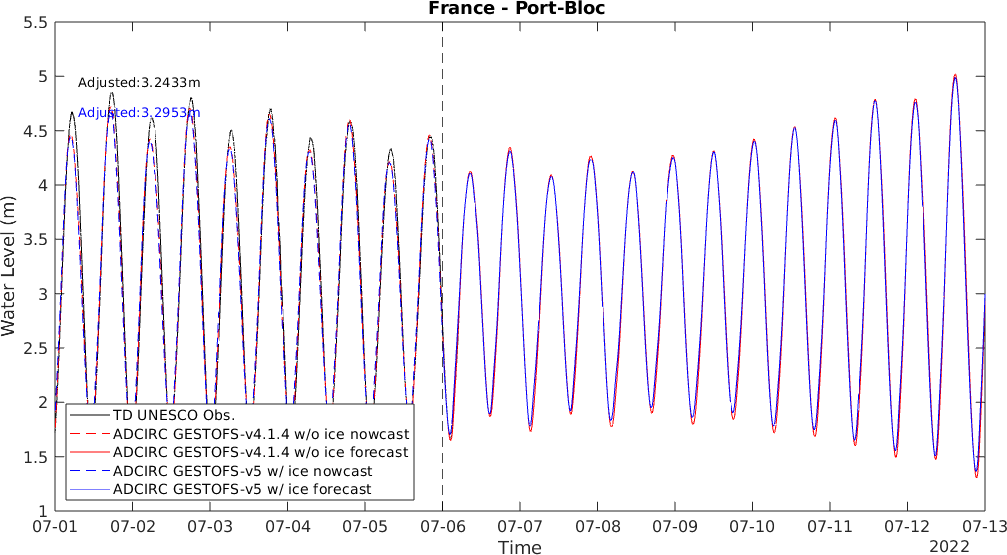 France - Port-Bloc
Water Level (m)
5.5
5
4.5
4
3.5
3
2.5
2
1.5
1
Adjusted:3.2433m
Adjusted:3.2953m
TD UNESCO Obs.
ADCIRC GESTOFS-v4.1.4 w/o ice nowcast
ADCIRC GESTOFS-v4.1.4 w/o ice forecast
ADCIRC GESTOFS-v5 w/ ice nowcast
ADCIRC GESTOFS-v5 w/ ice forecast
07-01 07-02 07-03 07-04 07-05 07-06 07-07 07-08 07-09 07-10 07-11 07-12 07-13
Time
2022